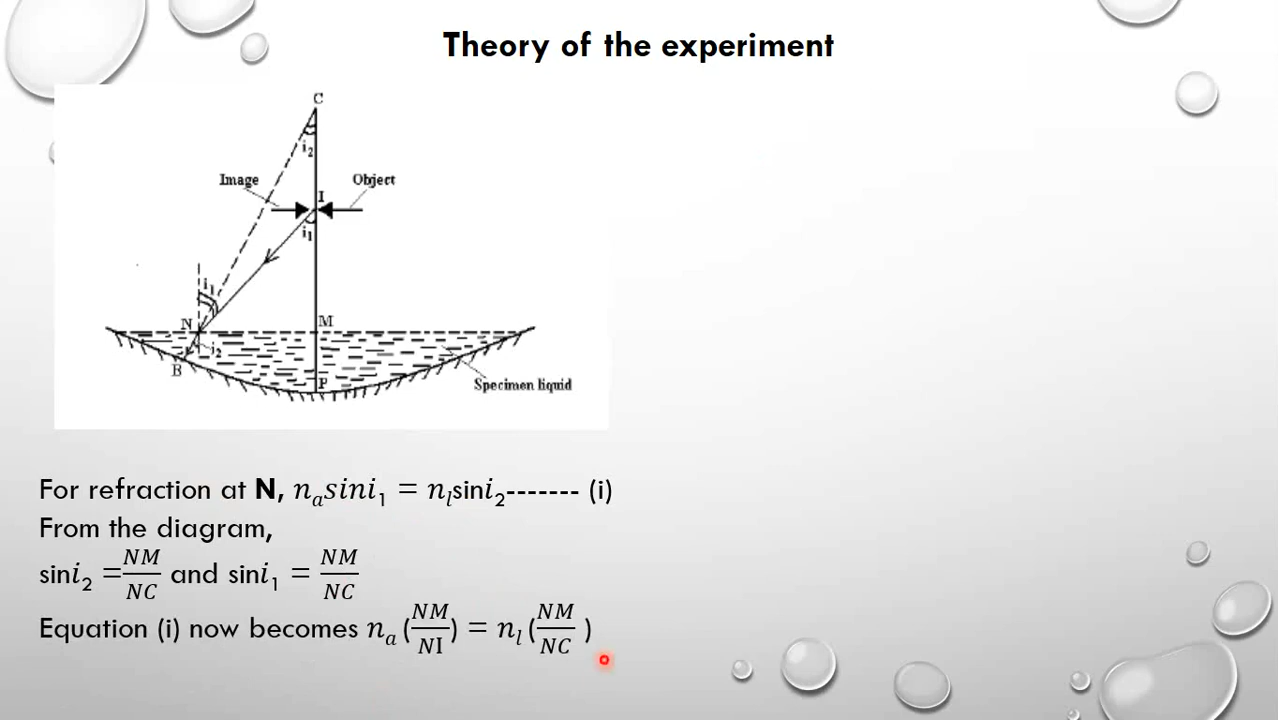 Theory of the experiment
C
i₂
Image
Object
I
i₁
i₁
N
M
i₂
B
P
Specimen liquid
For refraction at N, nₐsini₁ = nₗsini₂------- (i)
From the diagram,
sini₂ =NM/NC and sini₁ = NM/NC
Equation (i) now becomes nₐ(NM/NI) = nₗ(NM/NC )